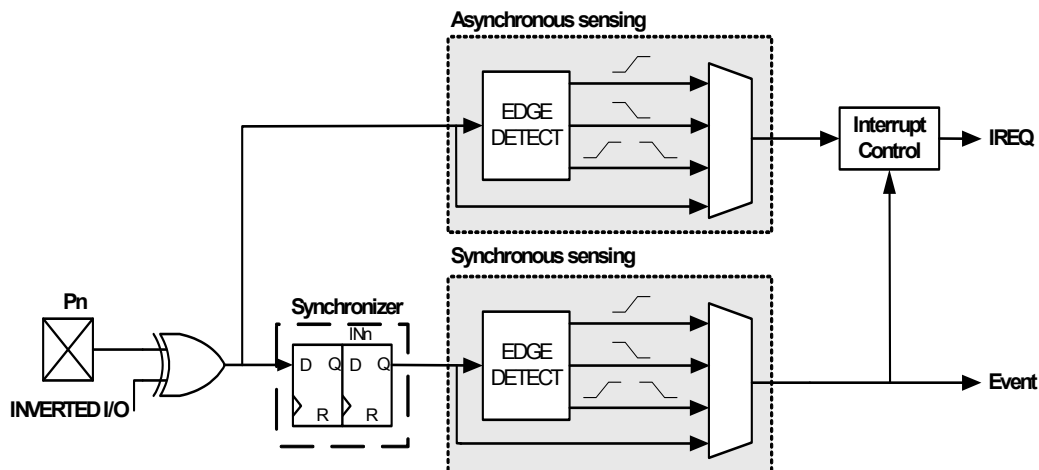 Asynchronous sensing
EDGE
DETECT
Interrupt
Control
IREQ
Synchronous sensing
Pn
Synchronizer
INn
D Q D Q
R R
EDGE
DETECT
INVERTED I/O
Event